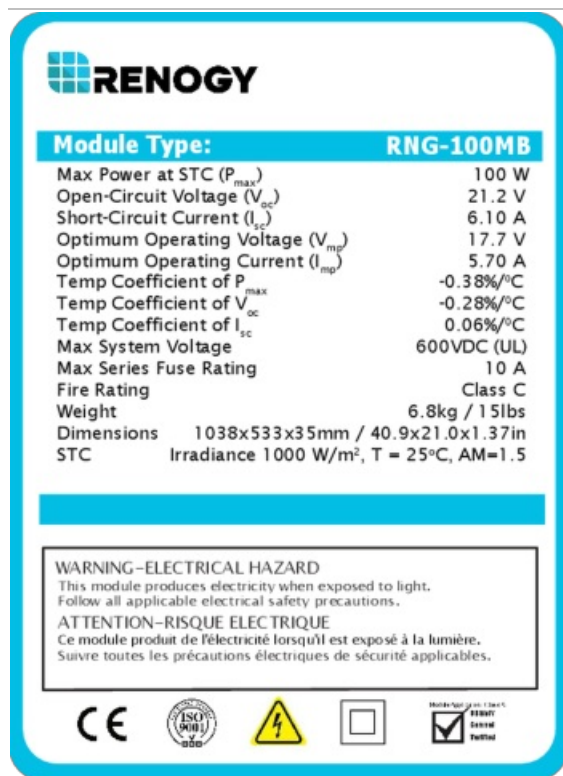 RENOGY
Module Type: RNG-100MB
Max Power at STC (Pmax) 100 W
Open-Circuit Voltage (Voc) 21.2 V
Short-Circuit Current (Isc) 6.10 A
Optimum Operating Voltage (Vmp) 17.7 V
Optimum Operating Current (Imp) 5.70 A
Temp Coefficient of Pmax -0.38%/⁰C
Temp Coefficient of Voc -0.28%/⁰C
Temp Coefficient of Isc 0.06%/⁰C
Max System Voltage 600VDC (UL)
Max Series Fuse Rating 10 A
Fire Rating Class C
Weight 6.8kg / 15lbs
Dimensions 1038x533x35mm / 40.9x21.0x1.37in
STC Irradiance 1000 W/m², T = 25ºC, AM=1.5
WARNING-ELECTRICAL HAZARD
This module produces electricity when exposed to light.
Follow all applicable electrical safety precautions.
ATTENTION-RISQUE ELECTRIQUE
Ce module produit de l'électricité lorsqu'il est exposé à la lumière.
Suivre toutes les précautions électriques de sécurité applicables.
CE
ISO
9001